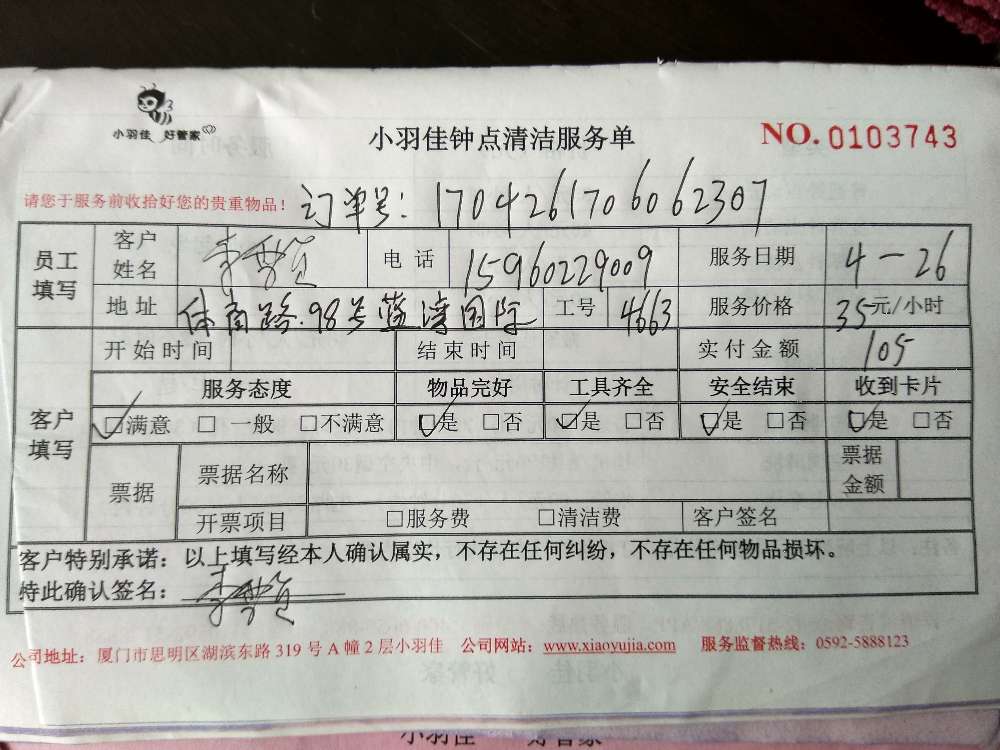 小羽佳 好管家
小羽佳钟点清洁服务单
NO. 0103743
请您于服务前收拾好您的贵重物品！
订单号：1704261706062307
员工填写
客户姓名 李
电话 15960229009
服务日期 4-26
地址 体育路.98号蓝湾国际
工号 4663
服务价格 35元/小时
开始时间
结束时间
实付金额 105
客户填写
服务态度 物品完好 工具齐全 安全结束 收到卡片
☑满意 □一般 □不满意 ☑是 □否 ☑是 □否 ☑是 □否 ☑是 □否
票据
票据名称
票据金额
开票项目 □服务费 □清洁费 客户签名
客户特别承诺：以上填写经本人确认属实，不存在任何纠纷，不存在任何物品损坏。
特此确认签名：李
公司地址：厦门市思明区湖滨东路319号A幢2层小羽佳 公司网站：www.xiaoyujia.com 服务监督热线：0592-5888123
小羽佳 好管家